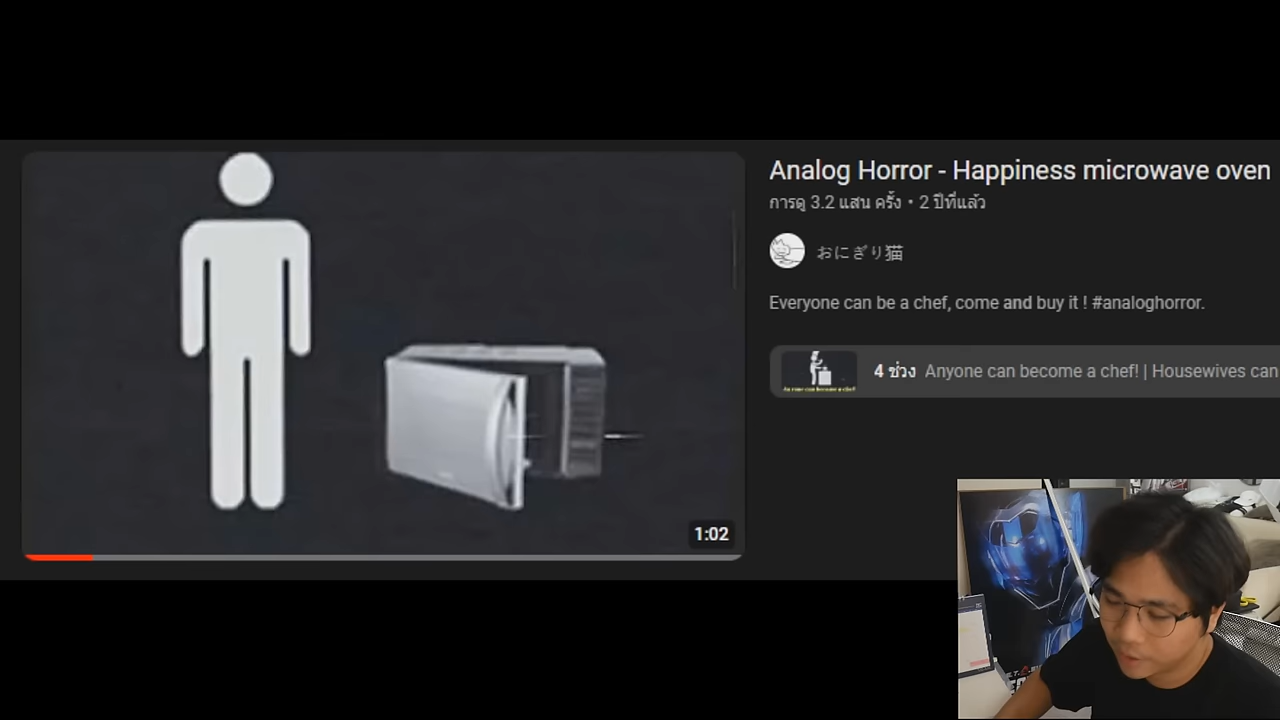 Analog Horror - Happiness microwave oven
การดู 3.2 แสน ครั้ง • 2 ปีที่แล้ว
おにぎり猫
Everyone can be a chef, come and buy it ! #analoghorror.
4 ช่วง Anyone can become a chef! | Housewives can
1:02